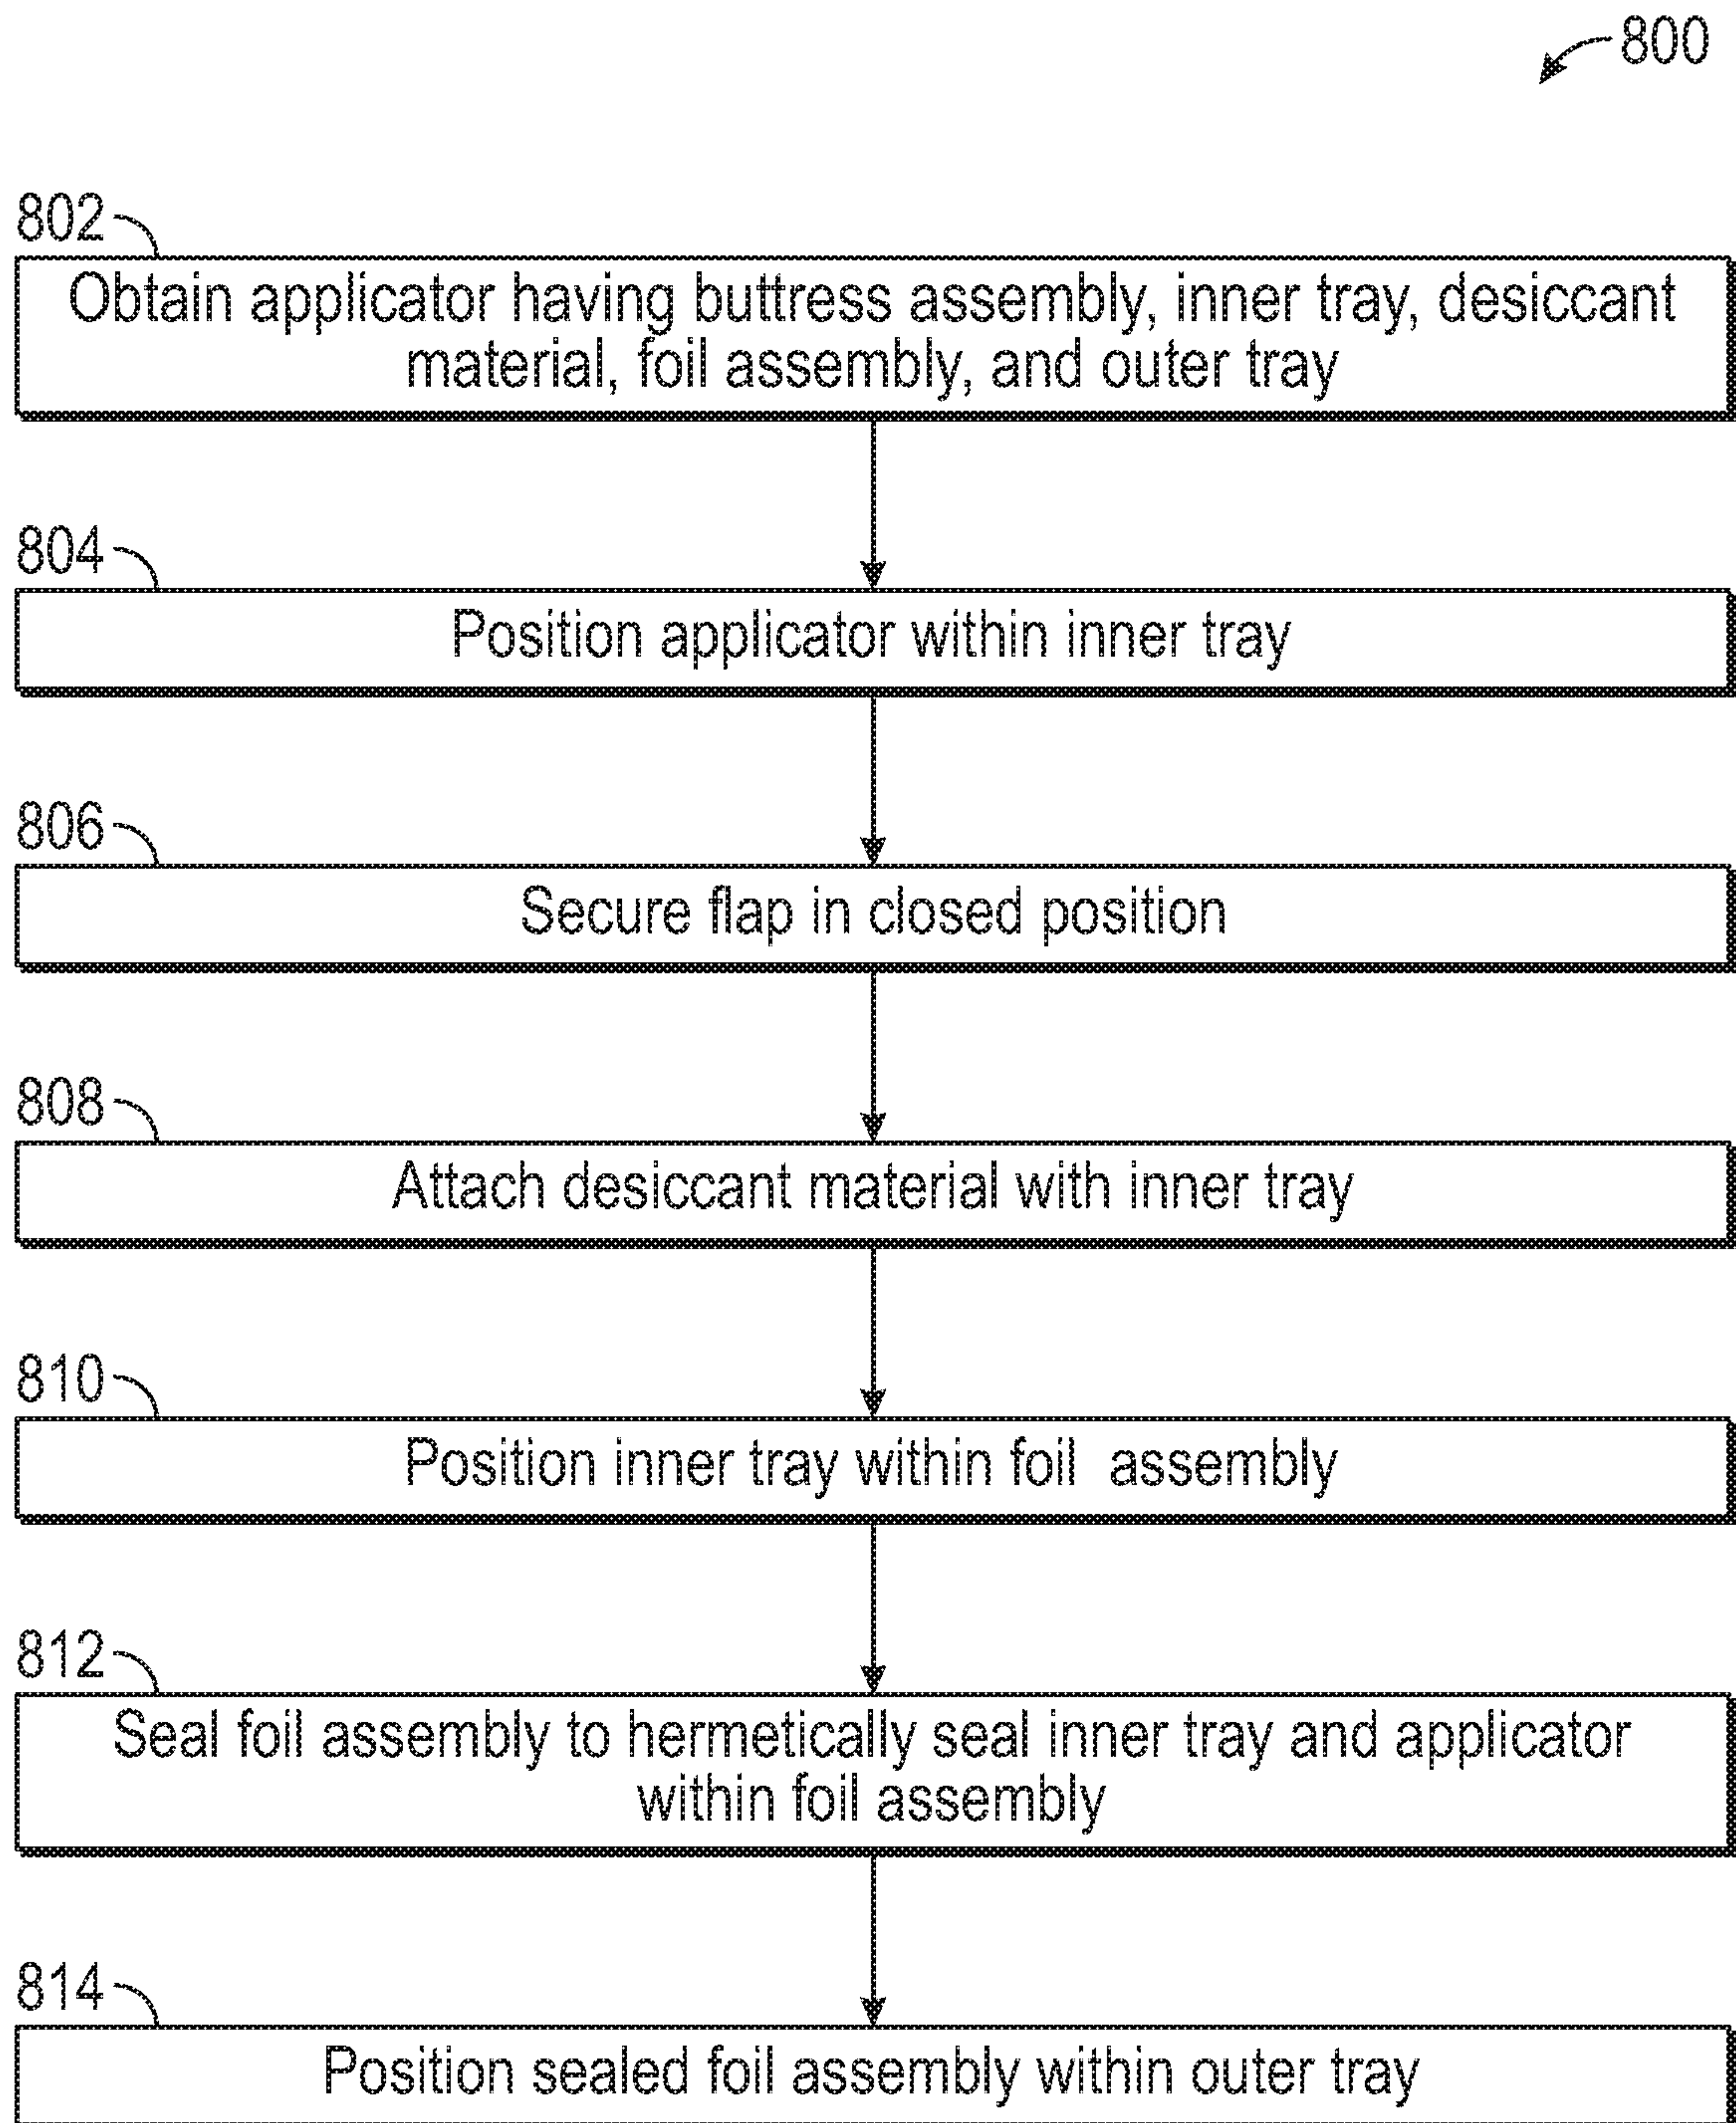 800
802
Obtain applicator having buttress assembly, inner tray, desiccant
material, foil assembly, and outer tray
804
Position applicator within inner tray
806
Secure flap in closed position
808
Attach desiccant material with inner tray
810
Position inner tray within foil assembly
812
Seal foil assembly to hermetically seal inner tray and applicator
within foil assembly
814
Position sealed foil assembly within outer tray